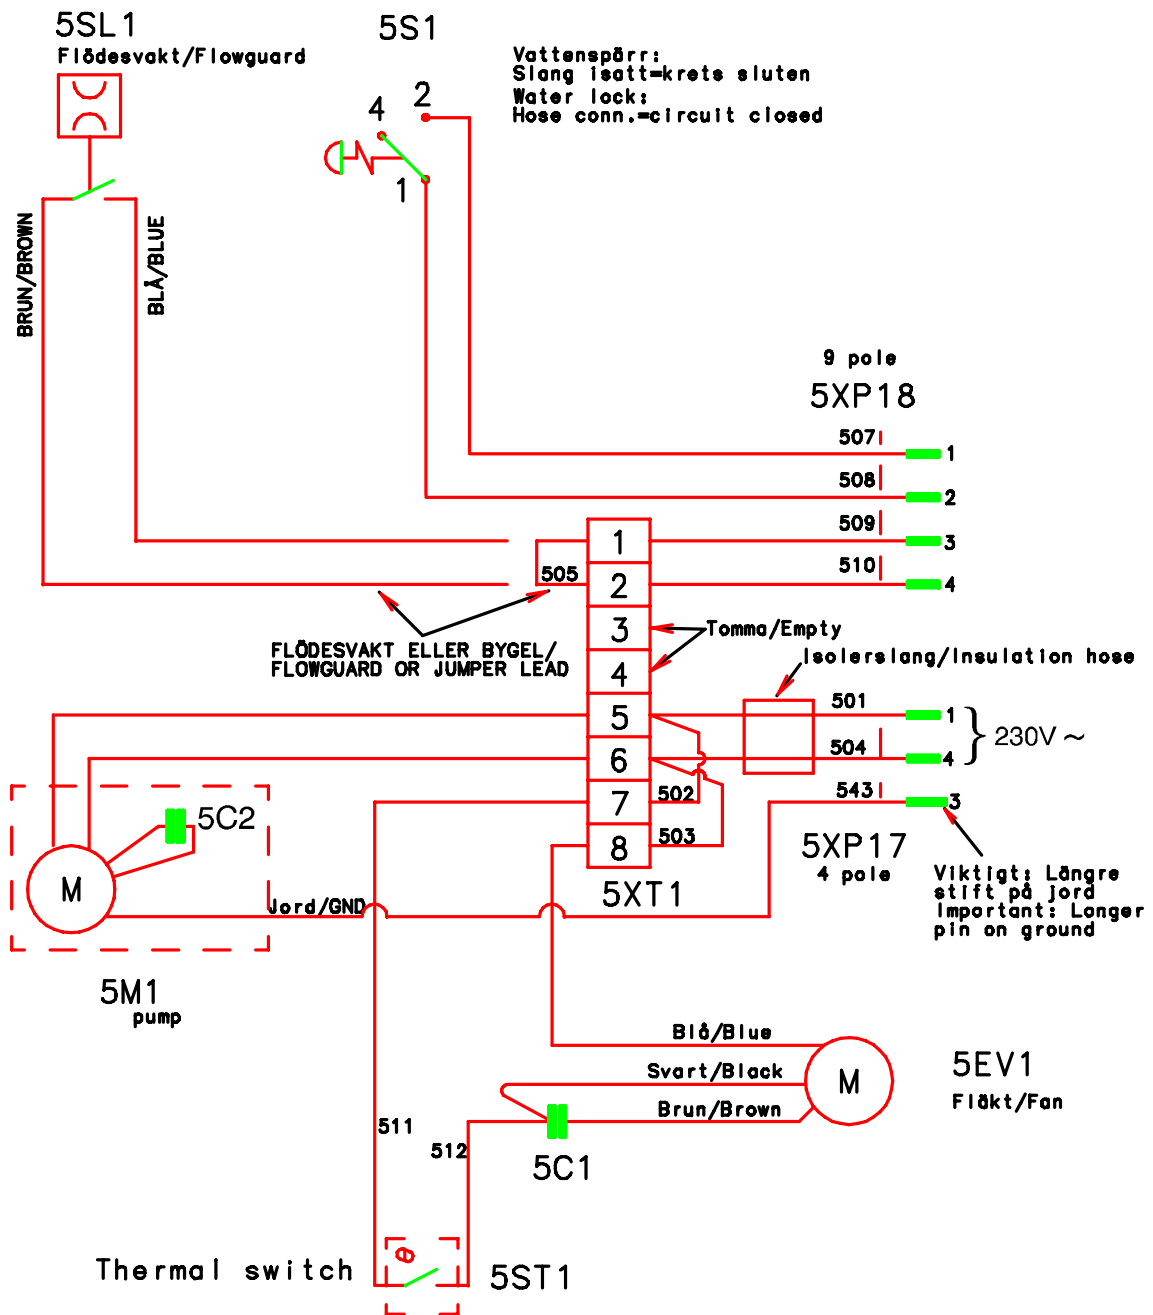 5SL1
Flödesvakt/Flowguard
5S1
Vattenspärr:
Slang isatt=krets sluten
Water lock:
Hose conn.=circuit closed
2
4
1
BRUN/BROWN
BLÅ/BLUE
9 pole
5XP18
507
1
508
2
509
1
3
510
505
2
4
3
Tomma/Empty
FLÖDESVAKT ELLER BYGEL/
FLOWGUARD OR JUMPER LEAD
4
Isolerslang/Insulation hose
501
5
1
230V ~
504
6
4
543
502
7
3
5C2
503
8
5XP17
4 pole
M
5XT1
Viktigt: Längre
stift på jord
Important: Longer
pin on ground
Jord/GND
5M1
pump
Blå/Blue
Svart/Black
M
5EV1
Fläkt/Fan
Brun/Brown
511
512
5C1
θ
Thermal switch
5ST1